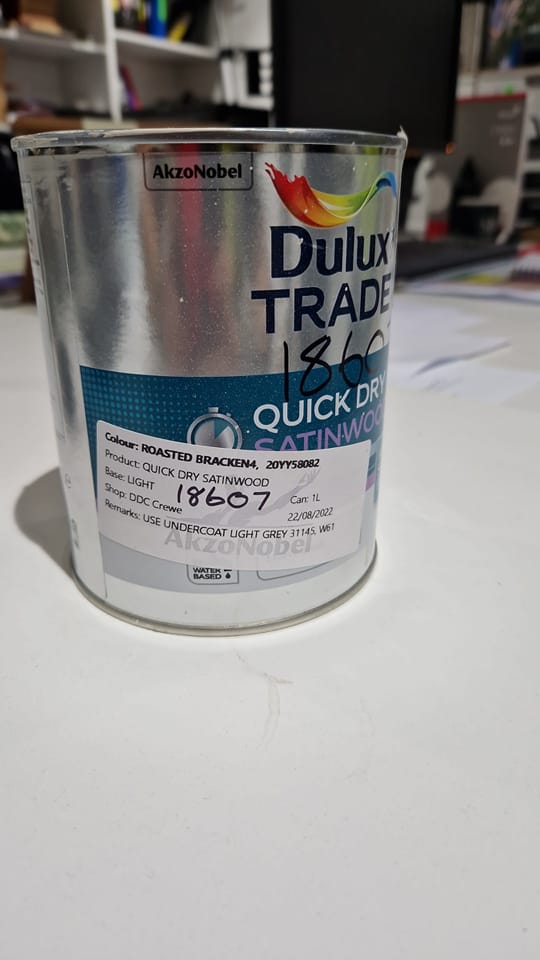 AkzoNobel
Dulux
TRADE
1860
QUICK DRY
SATINWOO
Colour: ROASTED BRACKEN4, 20YY58082
Product: QUICK DRY SATINWOOD
Base: LIGHT
18607
Can: 1L
Shop: DDC Crewe
22/08/2022
Remarks: USE UNDERCOAT LIGHT GREY 31145, W61
AkzoNobel
WATER
BASED